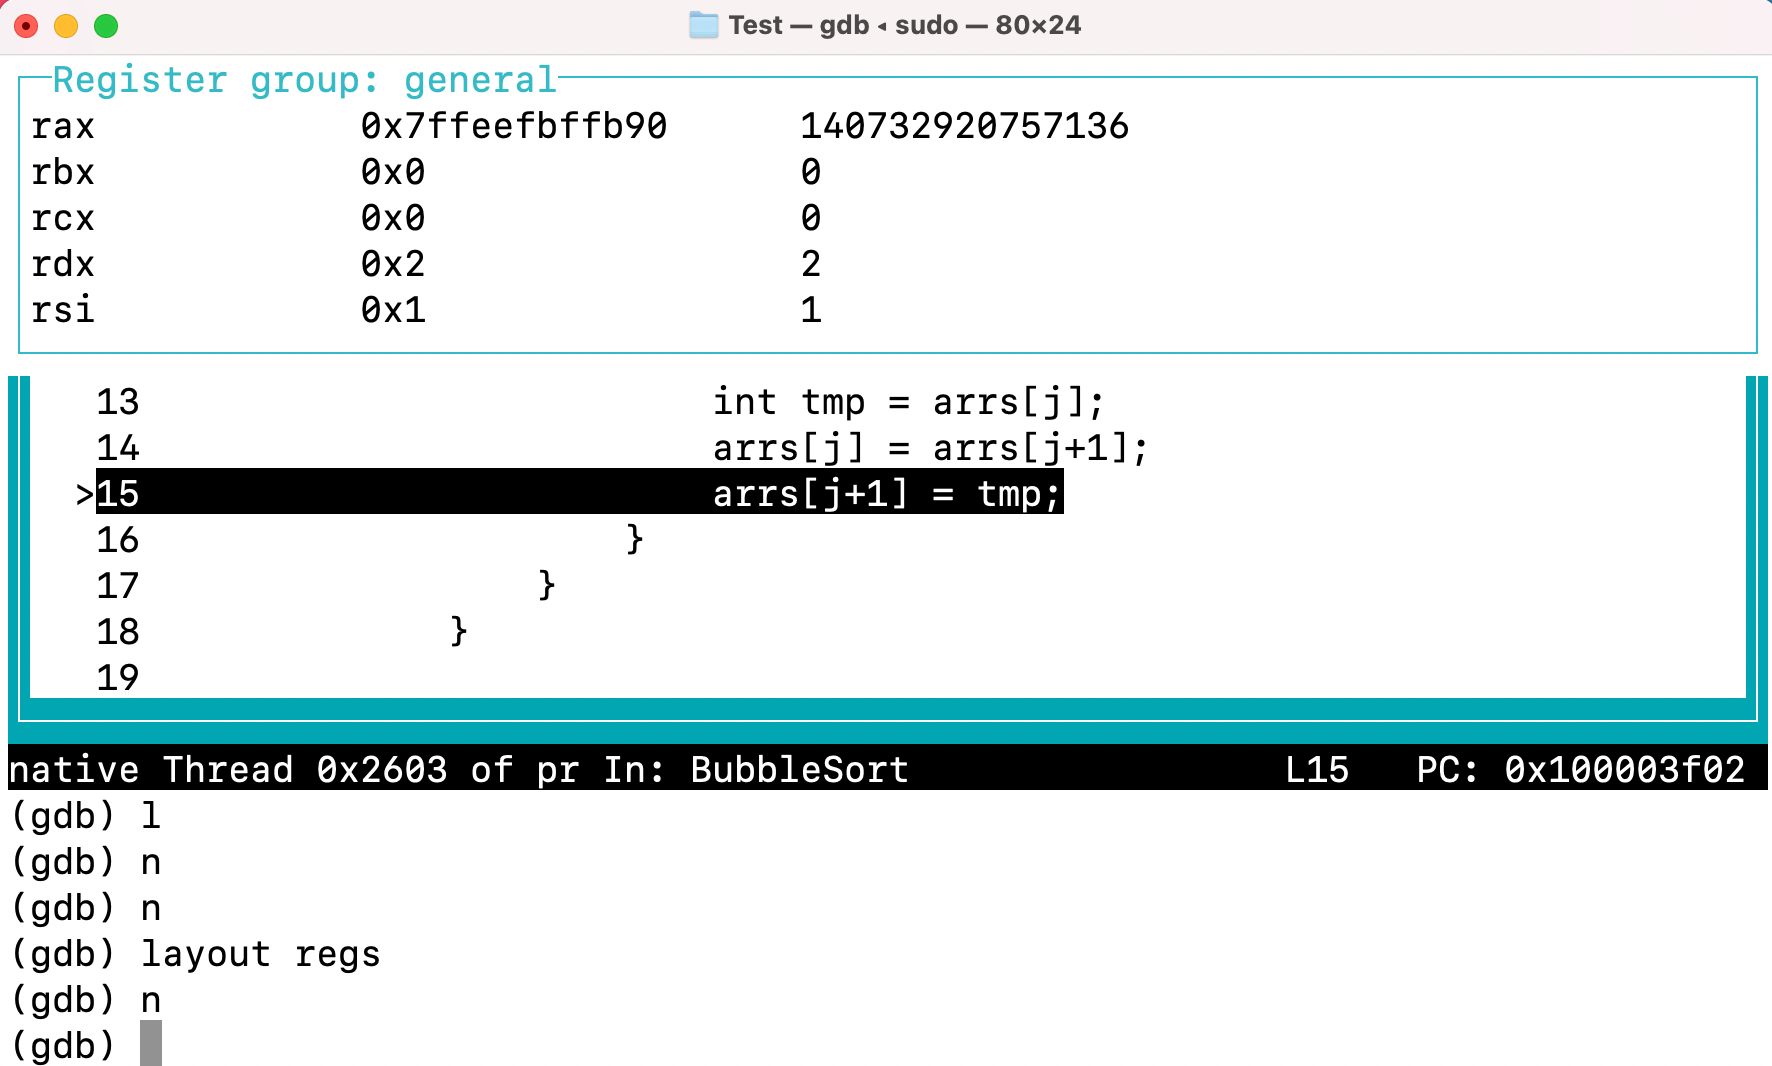 Test — gdb ◂ sudo — 80×24
Register group: general
rax 0x7ffeefbffb90 140732920757136
rbx 0x0 0
rcx 0x0 0
rdx 0x2 2
rsi 0x1 1
13 int tmp = arrs[j];
14 arrs[j] = arrs[j+1];
>15 arrs[j+1] = tmp;
16 }
17 }
18 }
19
native Thread 0x2603 of pr In: BubbleSort L15 PC: 0x100003f02
(gdb) l
(gdb) n
(gdb) n
(gdb) layout regs
(gdb) n
(gdb)